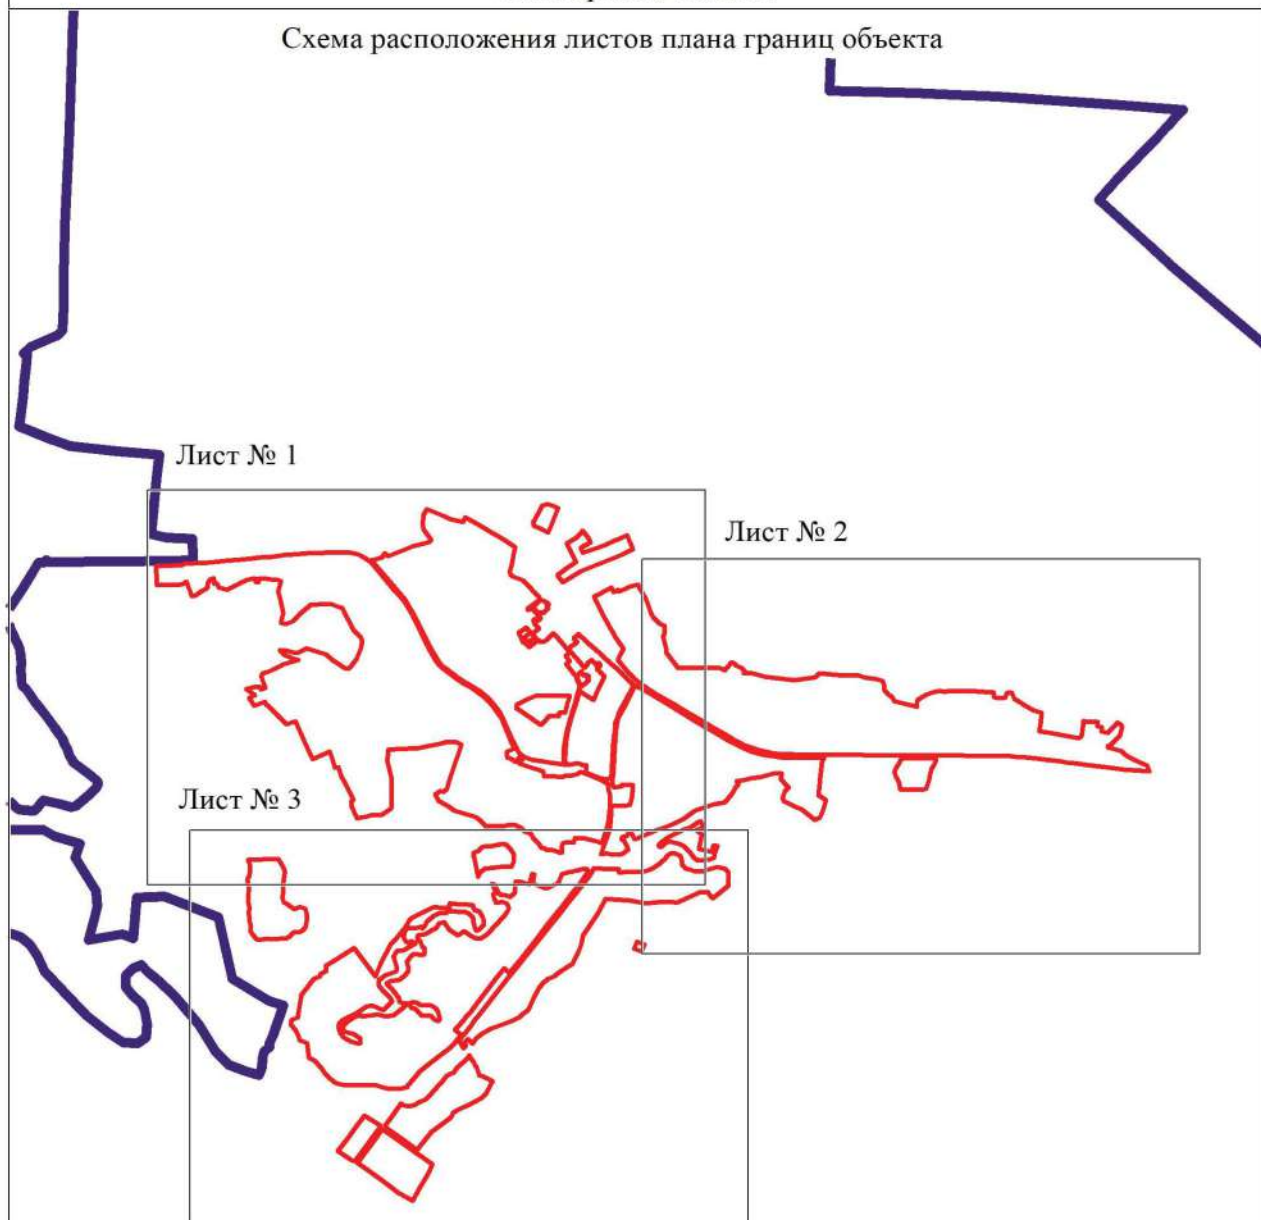 Схема расположения листов плана границ объекта
Лист № 1
Лист № 2
Лист № 3